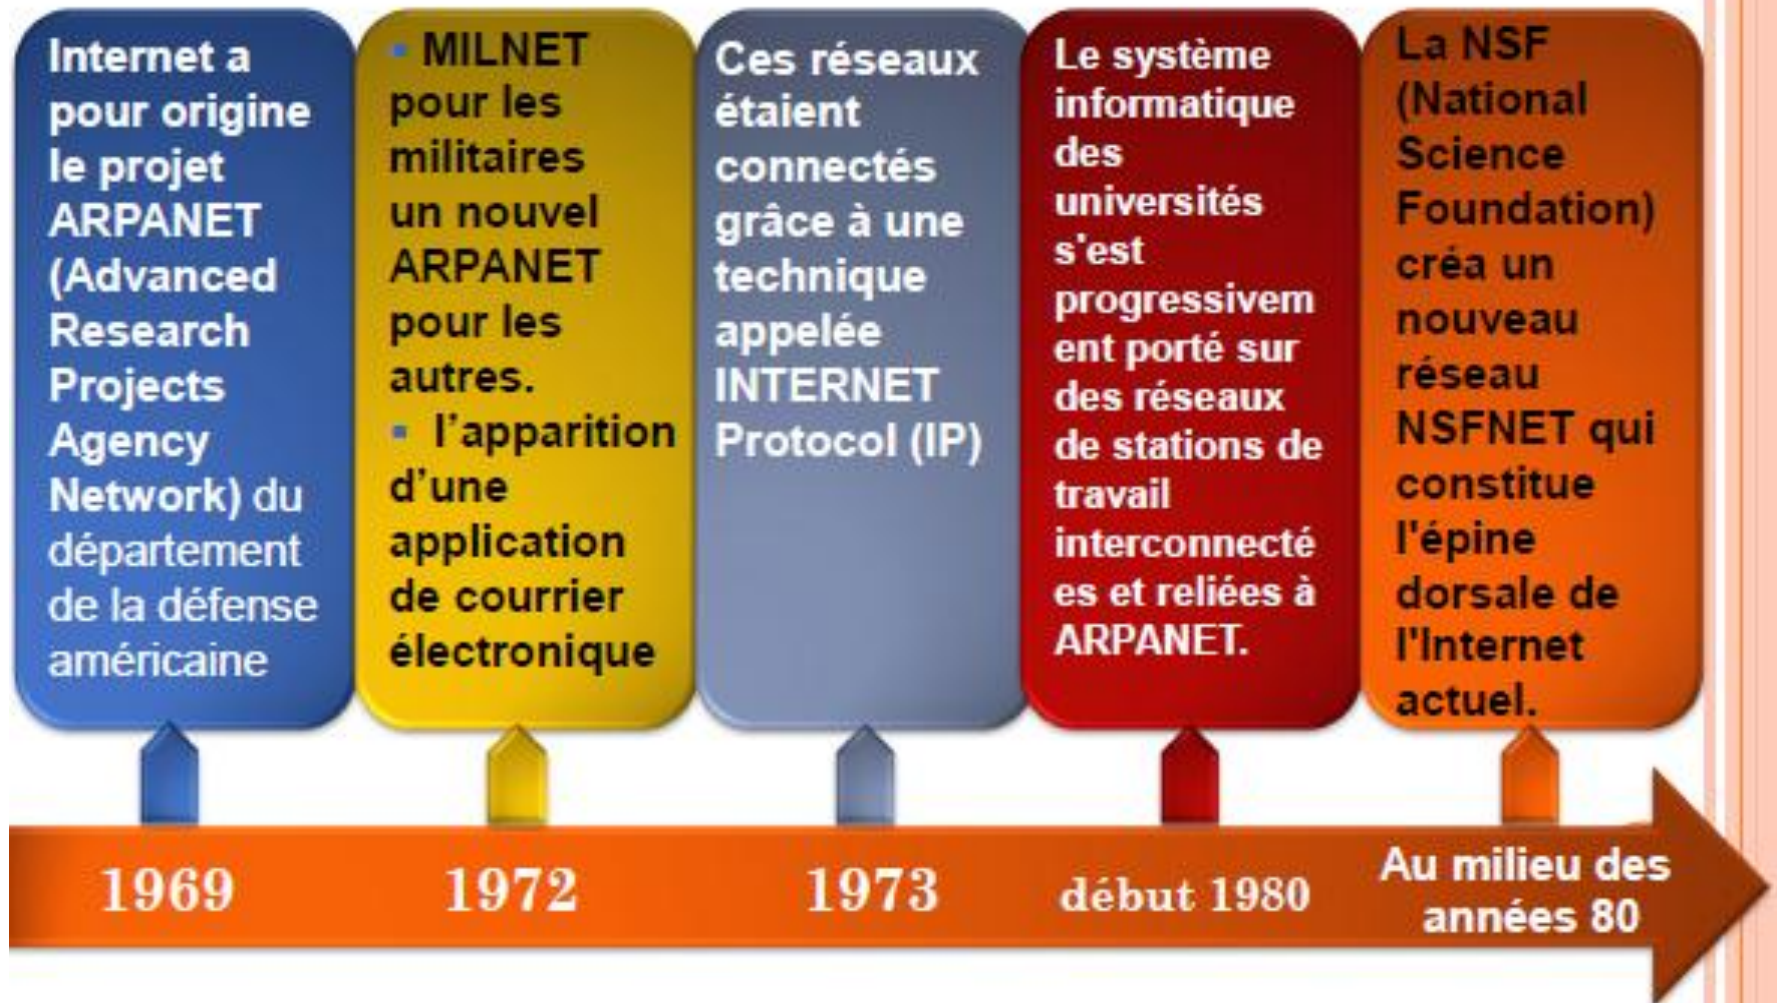 Internet a
pour origine
le projet
ARPANET
(Advanced
Research
Projects
Agency
Network) du
département
de la défense
américaine
▪ MILNET
pour les
militaires
un nouvel
ARPANET
pour les
autres.
▪ l’apparition
d’une
application
de courrier
électronique
Ces réseaux
étaient
connectés
grâce à une
technique
appelée
INTERNET
Protocol (IP)
Le système
informatique
des
universités
s'est
progressivem
ent porté sur
des réseaux
de stations de
travail
interconnecté
es et reliées à
ARPANET.
La NSF
(National
Science
Foundation)
créa un
nouveau
réseau
NSFNET qui
constitue
l'épine
dorsale de
l'Internet
actuel.
1969
1972
1973
début 1980
Au milieu des
années 80